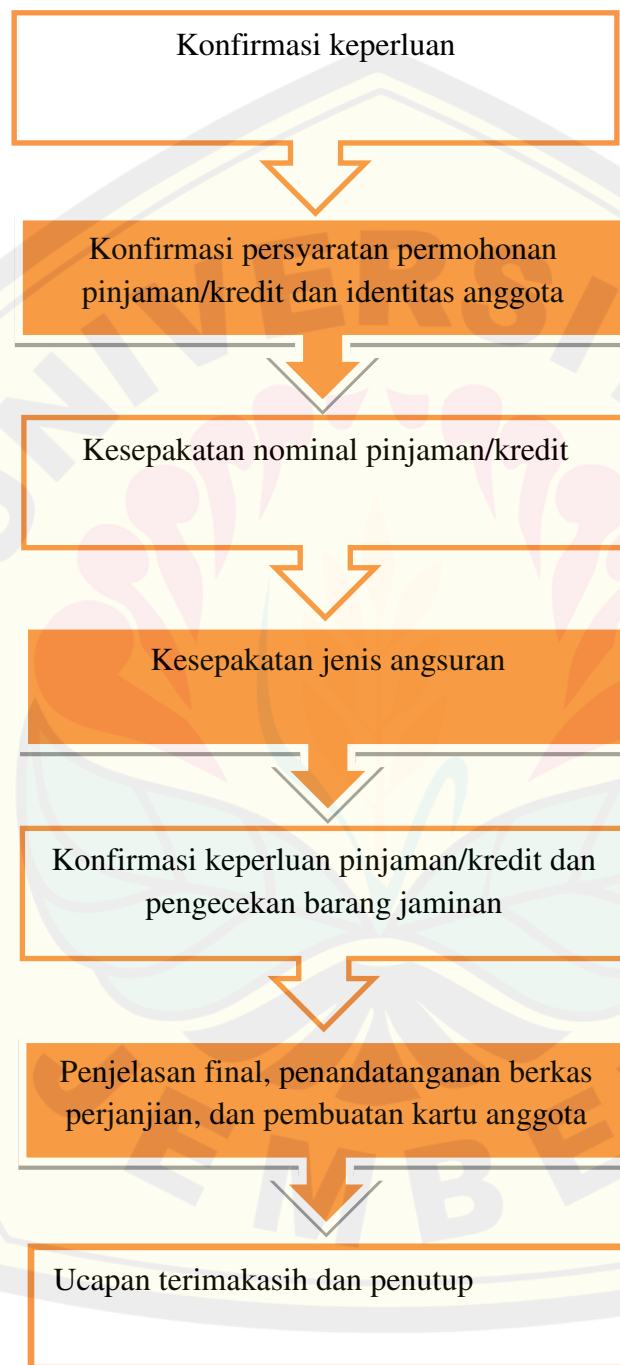 Konfirmasi keperluan
Konfirmasi persyaratan permohonan
pinjaman/kredit dan identitas anggota
Kesepakatan nominal pinjaman/kredit
Kesepakatan jenis angsuran
Konfirmasi keperluan pinjaman/kredit dan
pengecekan barang jaminan
Penjelasan final, penandatanganan berkas
perjanjian, dan pembuatan kartu anggota
Ucapan terimakasih dan penutup